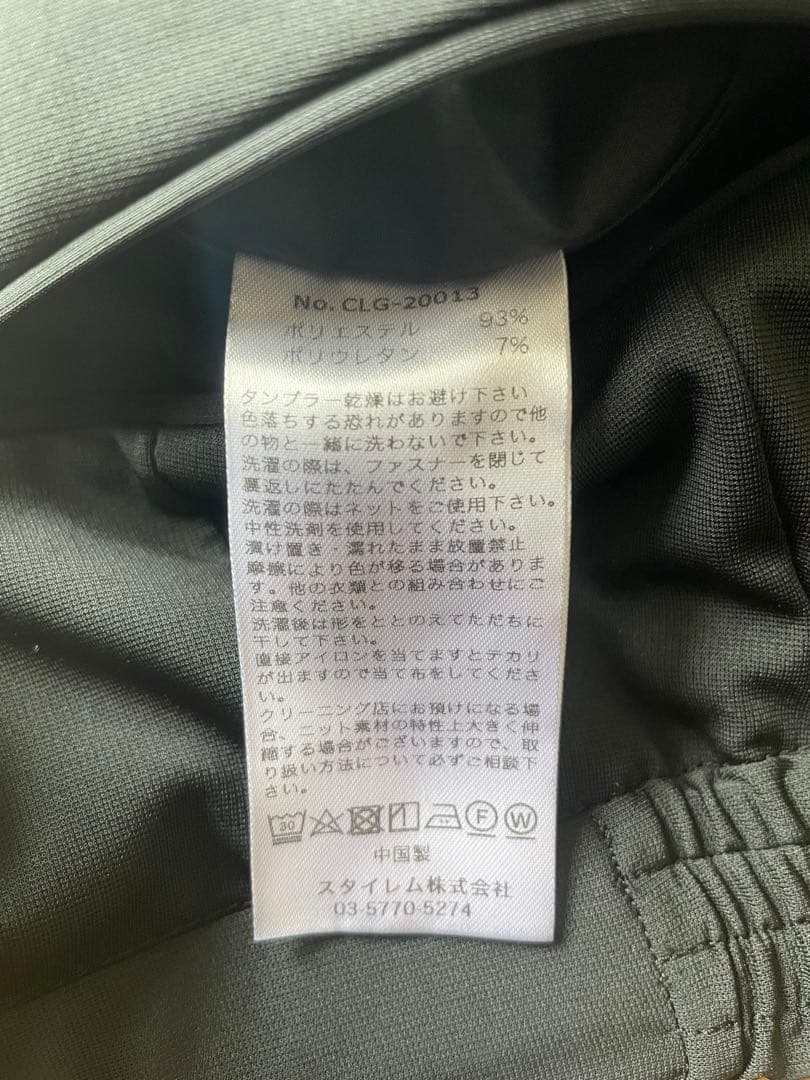 No. CLG-20013
ポリエステル 93%
ポリウレタン 7%
タンブラー乾燥はお避け下さい
色落ちする恐れがありますので他
の物と一緒に洗わないで下さい。
洗濯の際は、ファスナーを閉じて
裏返しにたたんでください。
洗濯の際はネットをご使用下さい。
中性洗剤を使用してください。
漬け置き・濡れたまま放置禁止
摩擦により色が移る場合がありま
す。他の衣類との組み合わせにご
注意ください。
洗濯後は形をととのえてただちに
干して下さい。
直接アイロンを当てますとテカリ
が出ますので当て布をしてくださ
い。
クリーニング店にお預けになる場
合、ニット素材の特性上大きく伸
縮する場合がございますので、取
り扱い方法について必ずご相談下
さい。
30 F W
中国製
スタイレム株式会社
03-5770-5274